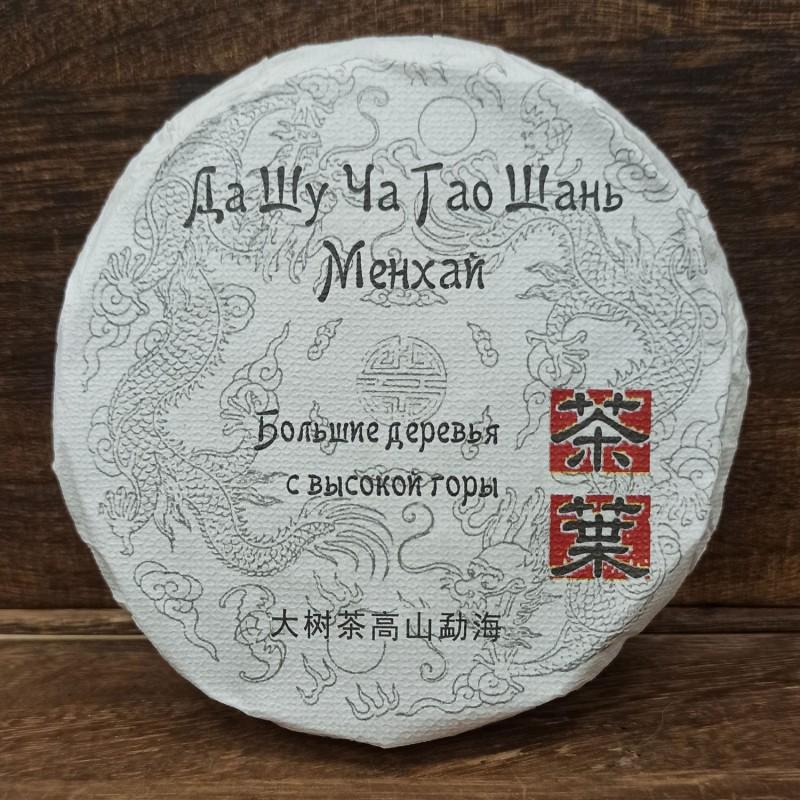 Да Шу Ча Гао Шань
Менхай
Большие деревья
с высокой горы
茶
葉
大树茶高山勐海